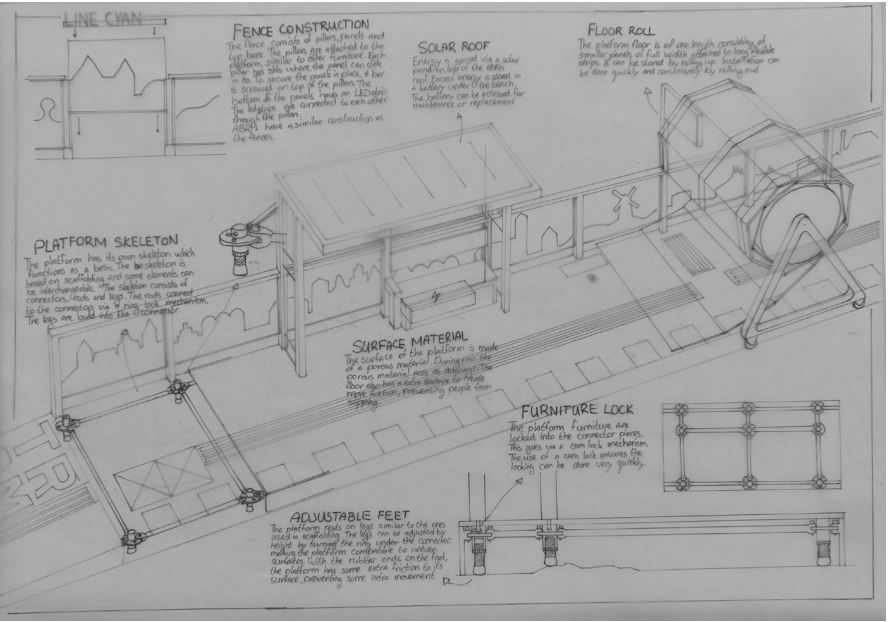 LINE CYAN
FENCE CONSTRUCTION
The fence consists of pillars, panels and
top bars. The pillars are attached to the
platform, similar to other furniture. Each
pillar has slits where the panel can slide
in to. To secure the panels in place, a bar
is screwed on top of the pillars. The
bottom of the panels have an LED strip
The ledstrips are connected to each other
through the pillars.
have a similar construction as
the fences.
SOLAR ROOF
Energy is gained via a solar
panel on top of the
roof. Excess energy is stored in
a battery under the bench.
The battery can be accessed for
maintenance or replacement
FLOOR ROLL
The platform floor is of one length consisting of
smaller panels of full width attached to long flexible
strips. It can be stored by rolling up. Installation can
be done quickly and conveniently by rolling out.
PLATFORM SKELETON
The platform has its own skeleton which
functions as a base. The skeleton is
based on scaffolding and some elements can
be interchangeable. The skeleton consists of
connectors, rods and legs. The rods connect
to the connector via a ring lock mechanism.
The legs are build into the connector.
SURFACE MATERIAL
The surface of the platform is made
of a porous material. During rain the
porous material acts as drainage. The
floor also has a extra texture to create
more friction, preventing people from
slipping.
FURNITURE LOCK
The platform furniture are
locked into the connector pieces.
This goes via a cam lock mechanism.
The use of a cam lock ensures the
locking can be done very quickly.
ADJUSTABLE FEET
The platform rests on legs similar to the ones
used in scaffolding. The legs can be adjusted by
height by turning the ring under the connector,
making the platform compatible to uneven
surfaces. With the rubber ends on the feet,
the platform has some extra friction to its
surface, preventing some extra movement.